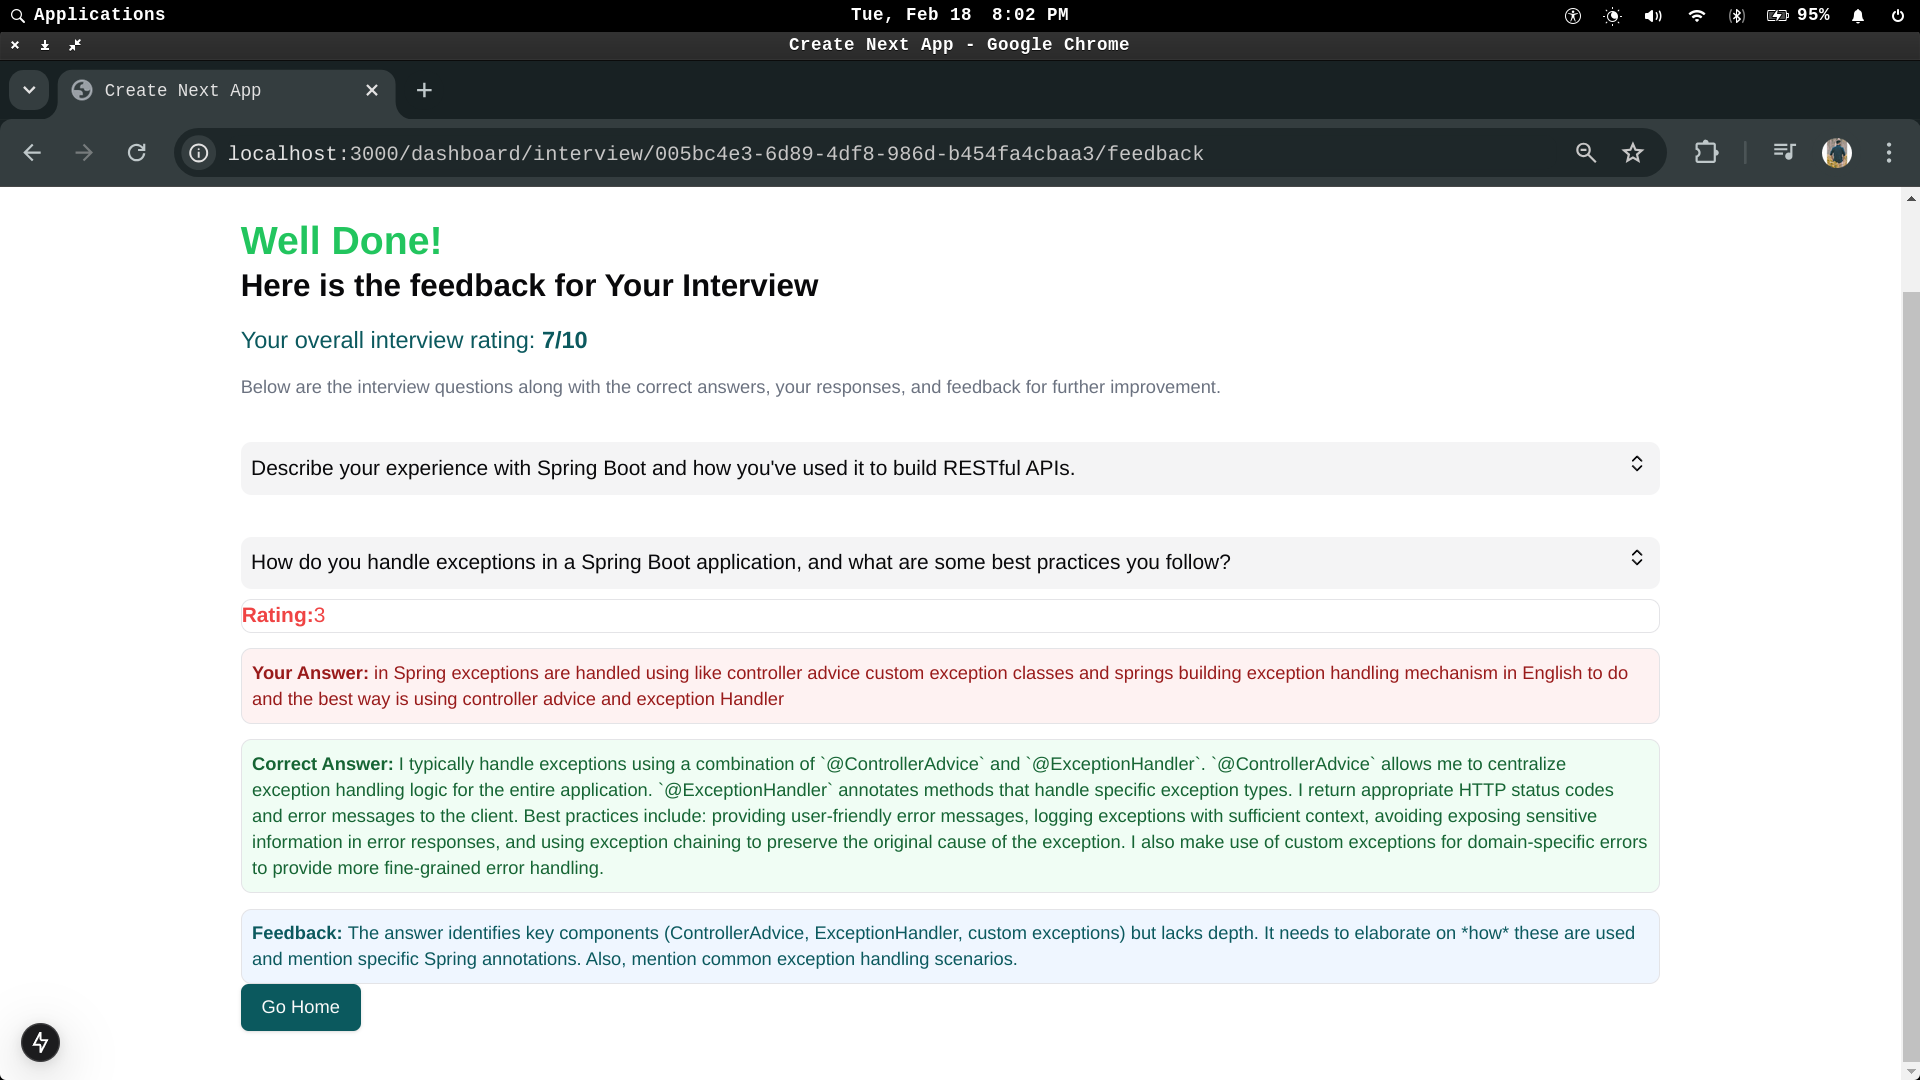 Applications
Tue, Feb 18 8:02 PM
95%
Create Next App - Google Chrome
Create Next App
localhost:3000/dashboard/interview/005bc4e3-6d89-4df8-986d-b454fa4cbaa3/feedback
Well Done!
Here is the feedback for Your Interview
Your overall interview rating: 7/10
Below are the interview questions along with the correct answers, your responses, and feedback for further improvement.
Describe your experience with Spring Boot and how you've used it to build RESTful APIs.
How do you handle exceptions in a Spring Boot application, and what are some best practices you follow?
Rating:3
Your Answer: in Spring exceptions are handled using like controller advice custom exception classes and springs building exception handling mechanism in English to do
and the best way is using controller advice and exception Handler
Correct Answer: I typically handle exceptions using a combination of `@ControllerAdvice` and `@ExceptionHandler`. `@ControllerAdvice` allows me to centralize
exception handling logic for the entire application. `@ExceptionHandler` annotates methods that handle specific exception types. I return appropriate HTTP status codes
and error messages to the client. Best practices include: providing user-friendly error messages, logging exceptions with sufficient context, avoiding exposing sensitive
information in error responses, and using exception chaining to preserve the original cause of the exception. I also make use of custom exceptions for domain-specific errors
to provide more fine-grained error handling.
Feedback: The answer identifies key components (ControllerAdvice, ExceptionHandler, custom exceptions) but lacks depth. It needs to elaborate on *how* these are used
and mention specific Spring annotations. Also, mention common exception handling scenarios.
Go Home